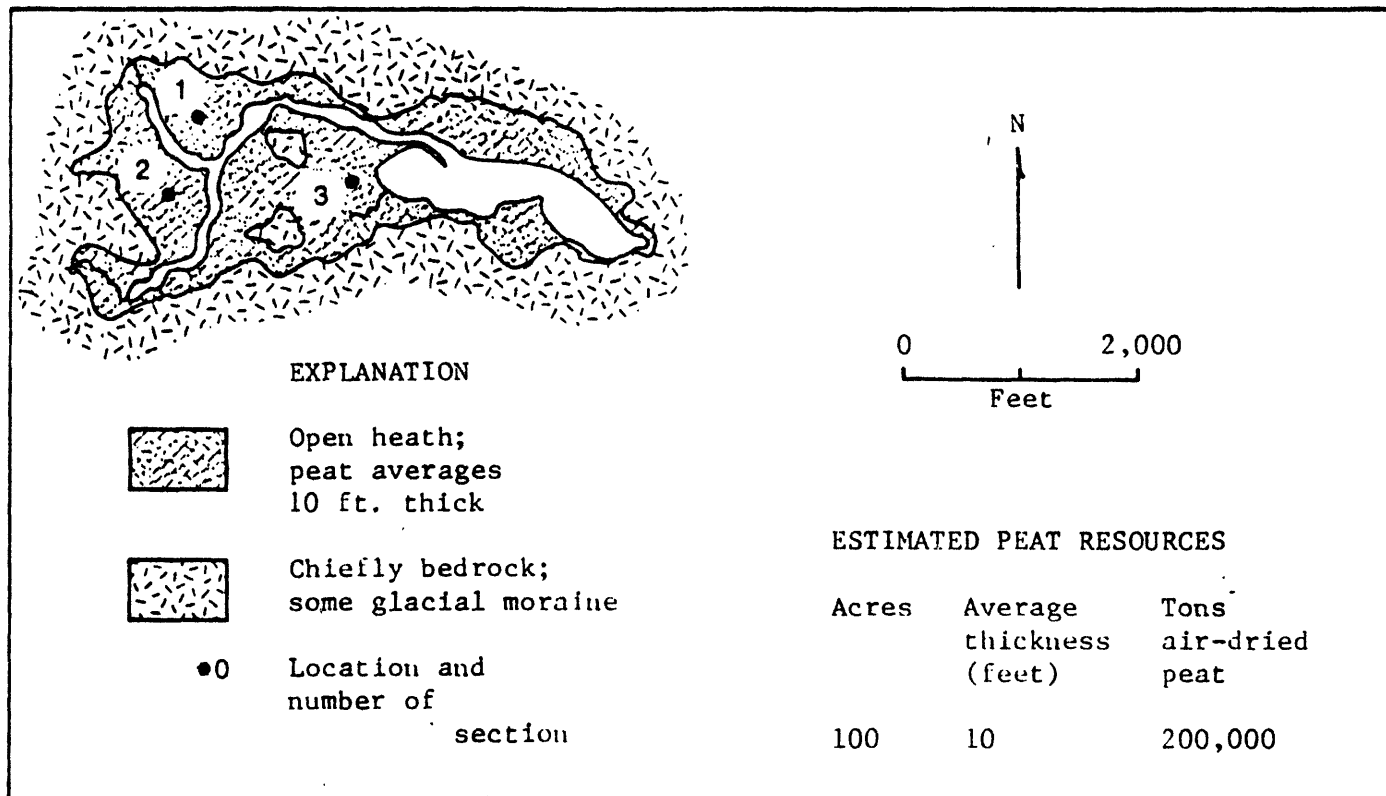 1
2
3
N
0 2,000
Feet
EXPLANATION
Open heath;
peat averages
10 ft. thick
Chiefly bedrock;
some glacial moraine
●0 Location and
number of
section
ESTIMATED PEAT RESOURCES
Acres Average Tons
thickness air-dried
(feet) peat
100 10 200,000